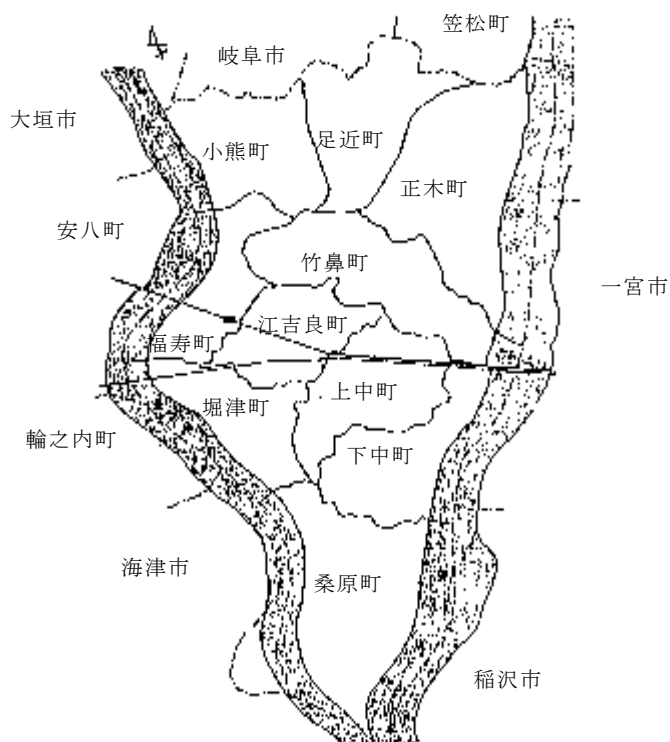 笠松町
岐阜市
大垣市
足近町
小熊町
正木町
安八町
竹鼻町
一宮市
江吉良町
福寿町
上中町
堀津町
輪之内町
下中町
海津市
桑原町
稲沢市